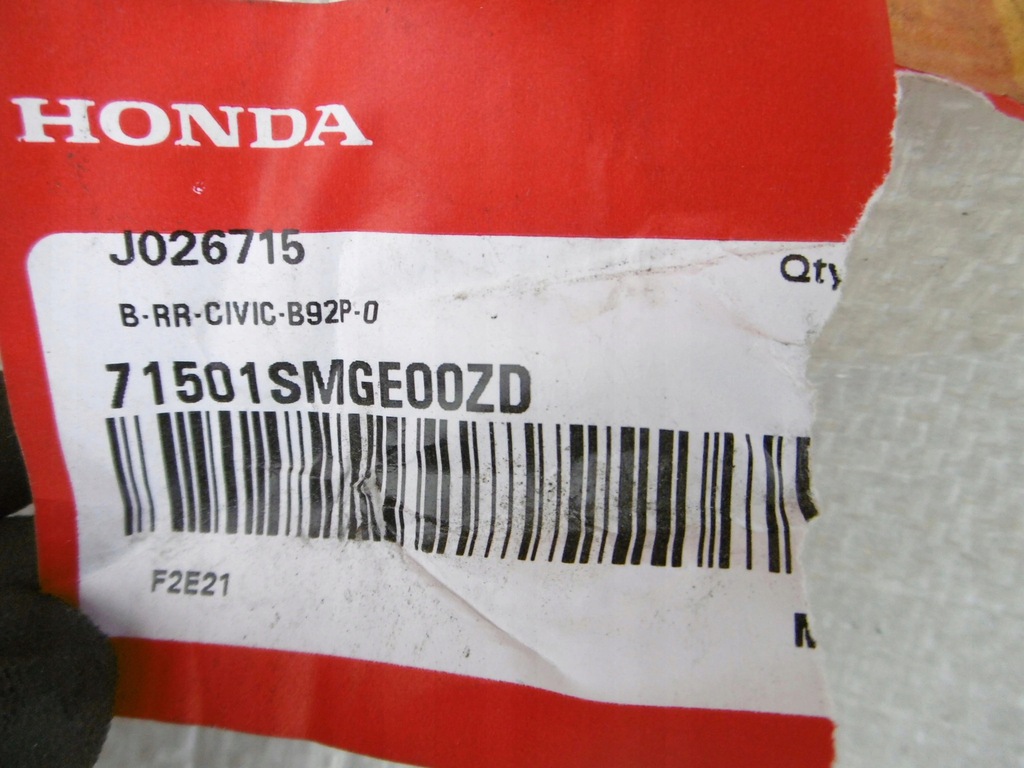 HONDA
J026715
Qty
B-RR-CIVIC-B92P-0
71501SMGE00ZD
F2E21